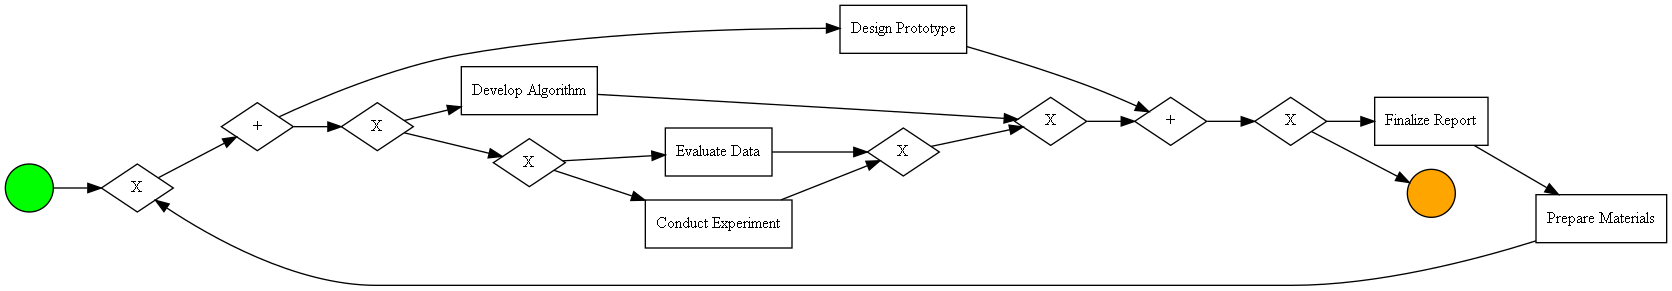 Design Prototype
Develop Algorithm
+
X
X
+
X
Finalize Report
Evaluate Data
X
X
X
Prepare Materials
Conduct Experiment